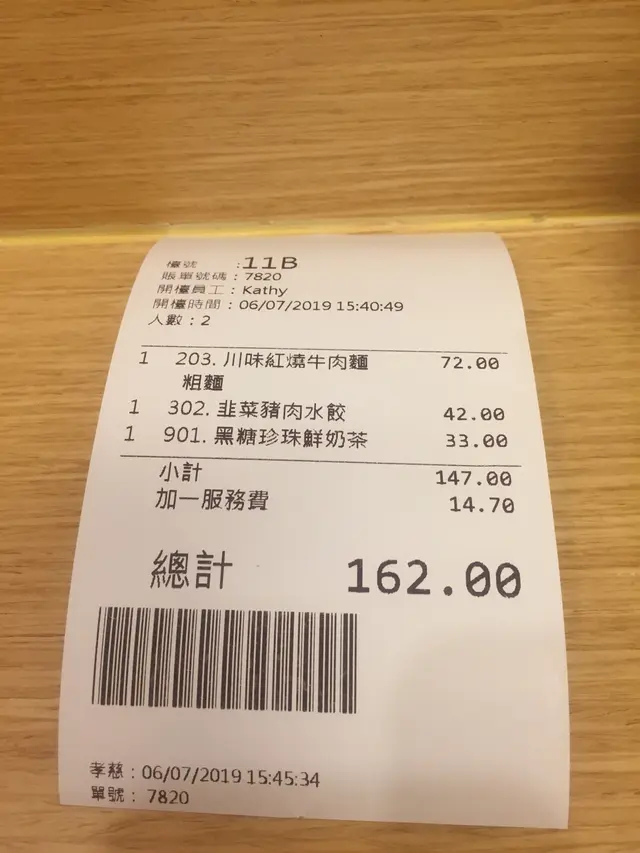 檯號 :11B
賬單號碼 : 7820
開檯員工 : Kathy
開檯時間 : 06/07/2019 15:40:49
人數 : 2
1 203. 川味紅燒牛肉麵 72.00
粗麵
1 302. 韭菜豬肉水餃 42.00
1 901. 黑糖珍珠鮮奶茶 33.00
小計 147.00
加一服務費 14.70
總計 162.00
孝慈 : 06/07/2019 15:45:34
單號 : 7820